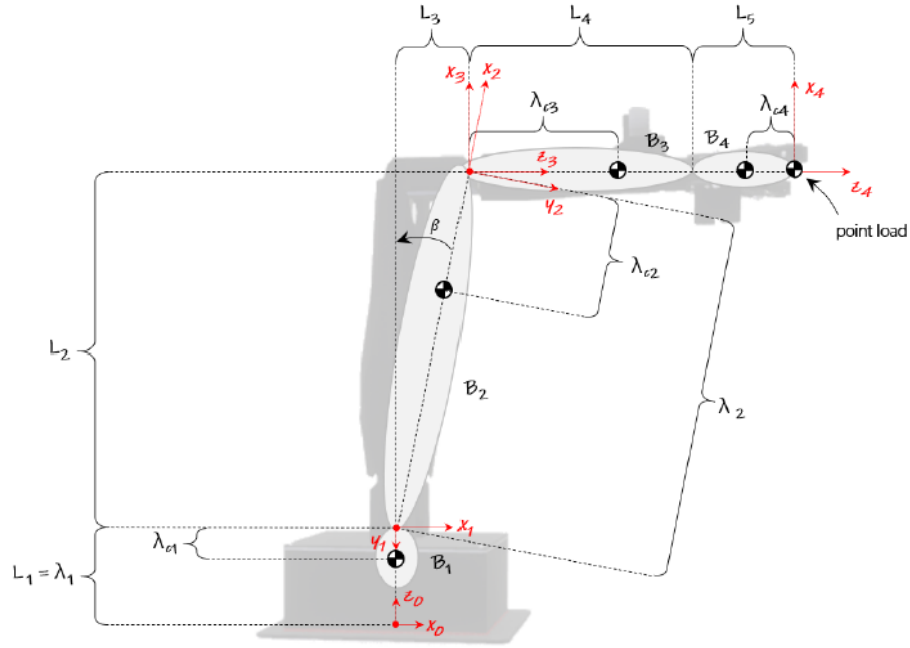 L₃ L₄ L₅
x₃ x₂ x₄
λc3 λc4
B₃ B₄
z₃ z₄
y₂
point load
β
λc2
L₂
B₂
λ₂
x₁
λc1 y₁
B₁
L₁ = λ₁
z₀
x₀